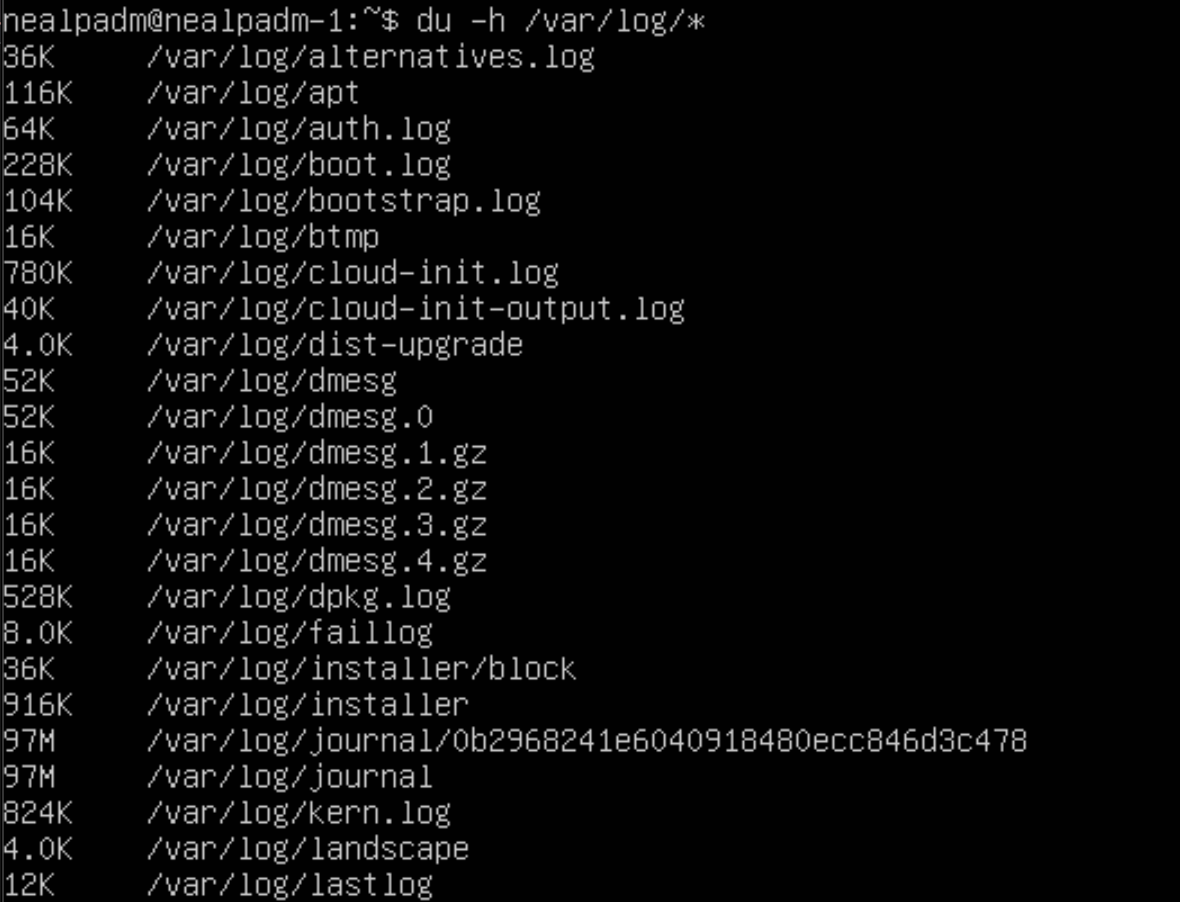 nealpadm@nealpadm-1:~$ du -h /var/log/*
36K /var/log/alternatives.log
116K /var/log/apt
64K /var/log/auth.log
228K /var/log/boot.log
104K /var/log/bootstrap.log
16K /var/log/btmp
780K /var/log/cloud-init.log
40K /var/log/cloud-init-output.log
4.0K /var/log/dist-upgrade
52K /var/log/dmesg
52K /var/log/dmesg.0
16K /var/log/dmesg.1.gz
16K /var/log/dmesg.2.gz
16K /var/log/dmesg.3.gz
16K /var/log/dmesg.4.gz
528K /var/log/dpkg.log
8.0K /var/log/faillog
36K /var/log/installer/block
916K /var/log/installer
97M /var/log/journal/0b2968241e6040918480ecc846d3c478
97M /var/log/journal
824K /var/log/kern.log
4.0K /var/log/landscape
12K /var/log/lastlog